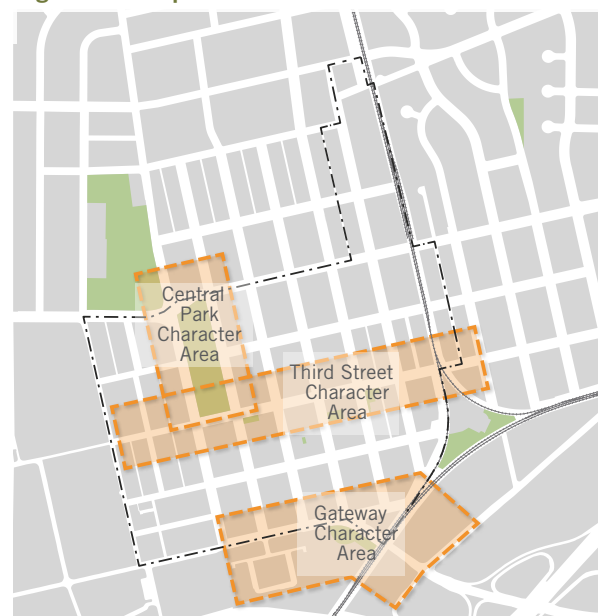 Central
Park
Character
Area
Third Street
Character
Area
Gateway
Character
Area